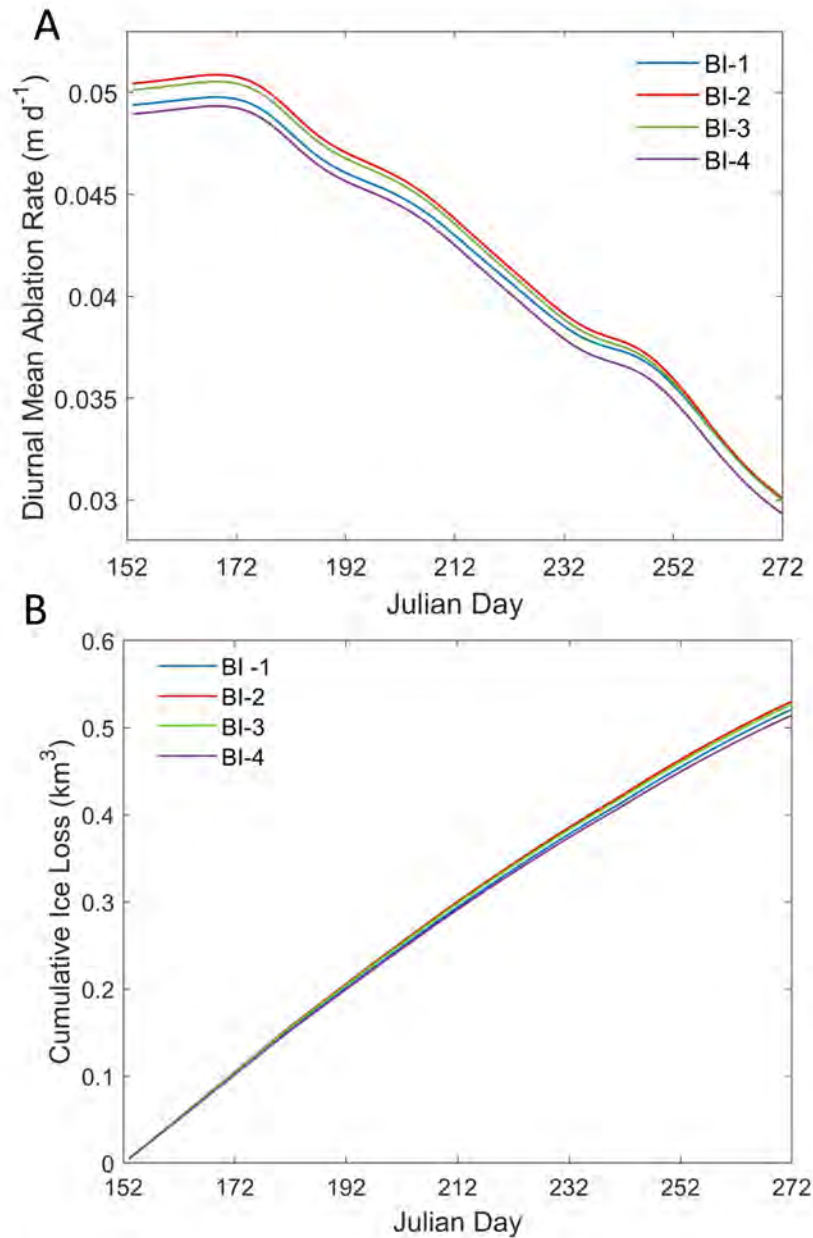 A
BI-1
BI-2
BI-3
BI-4
Diurnal Mean Ablation Rate (m d⁻¹)
0.05
0.045
0.04
0.035
0.03
152 172 192 212 232 252 272
Julian Day
B
BI -1
BI-2
BI-3
BI-4
Cumulative Ice Loss (km³)
0.6
0.5
0.4
0.3
0.2
0.1
0
152 172 192 212 232 252 272
Julian Day